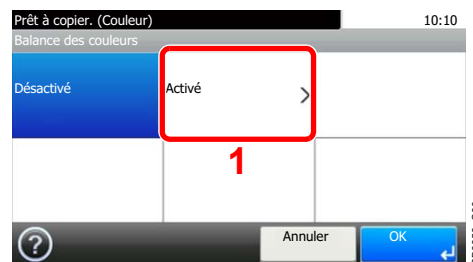 Prêt à copier. (Couleur) 10:10
Balance des couleurs
Désactivé Activé
1
?
Annuler OK